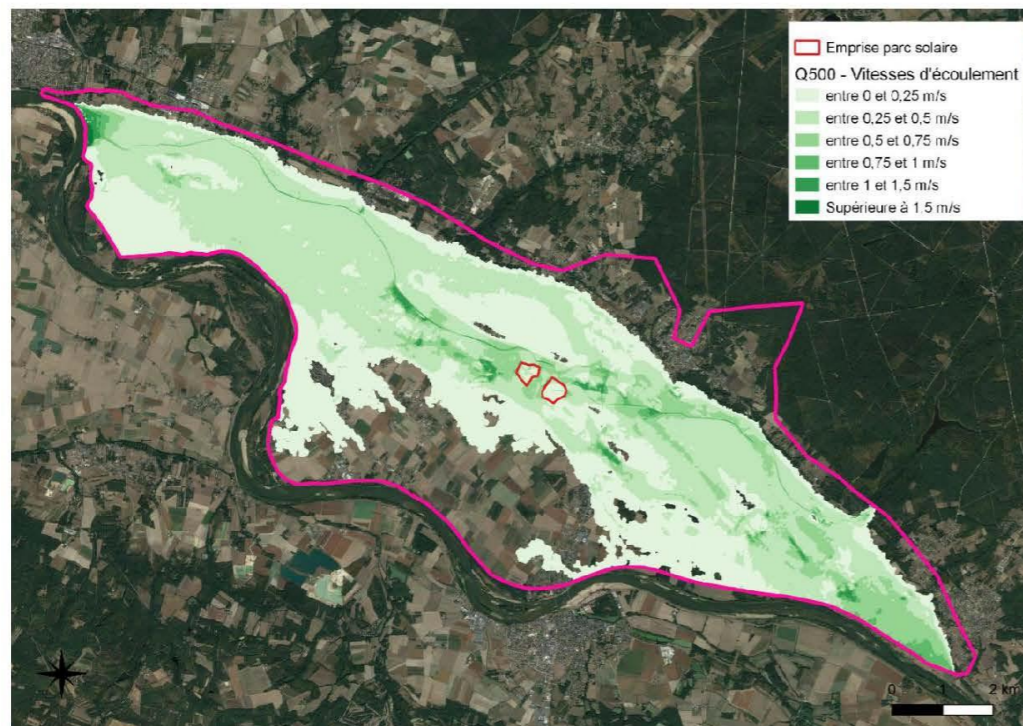 Emprise parc solaire
Q500 - Vitesses d'écoulement
entre 0 et 0,25 m/s
entre 0,25 et 0,5 m/s
entre 0,5 et 0,75 m/s
entre 0,75 et 1 m/s
entre 1 et 1,5 m/s
Supérieure à 1.5 m/s
0 1 2 km